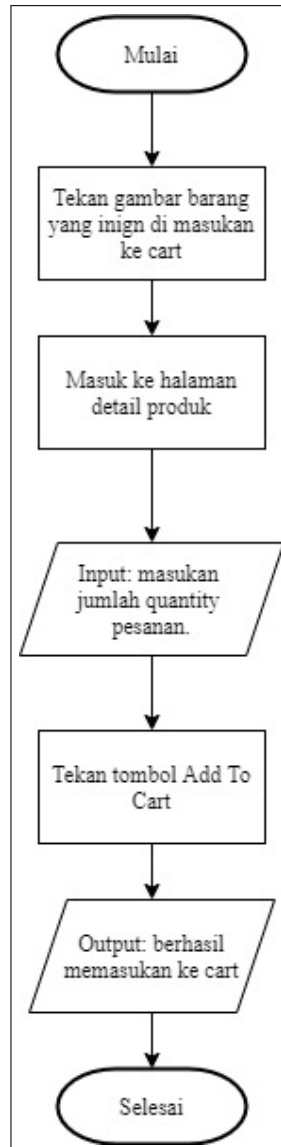 Mulai
Tekan gambar barang
yang inign di masukan
ke cart
Masuk ke halaman
detail produk
Input: masukan
jumlah quantity
pesanan.
Tekan tombol Add To
Cart
Output: berhasil
memasukan ke cart
Selesai